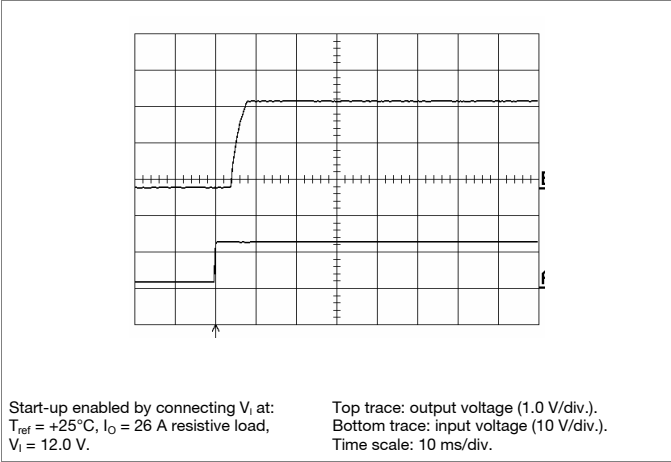 Start-up enabled by connecting VI at:
Tref = +25°C, IO = 26 A resistive load,
VI = 12.0 V.
Top trace: output voltage (1.0 V/div.).
Bottom trace: input voltage (10 V/div.).
Time scale: 10 ms/div.